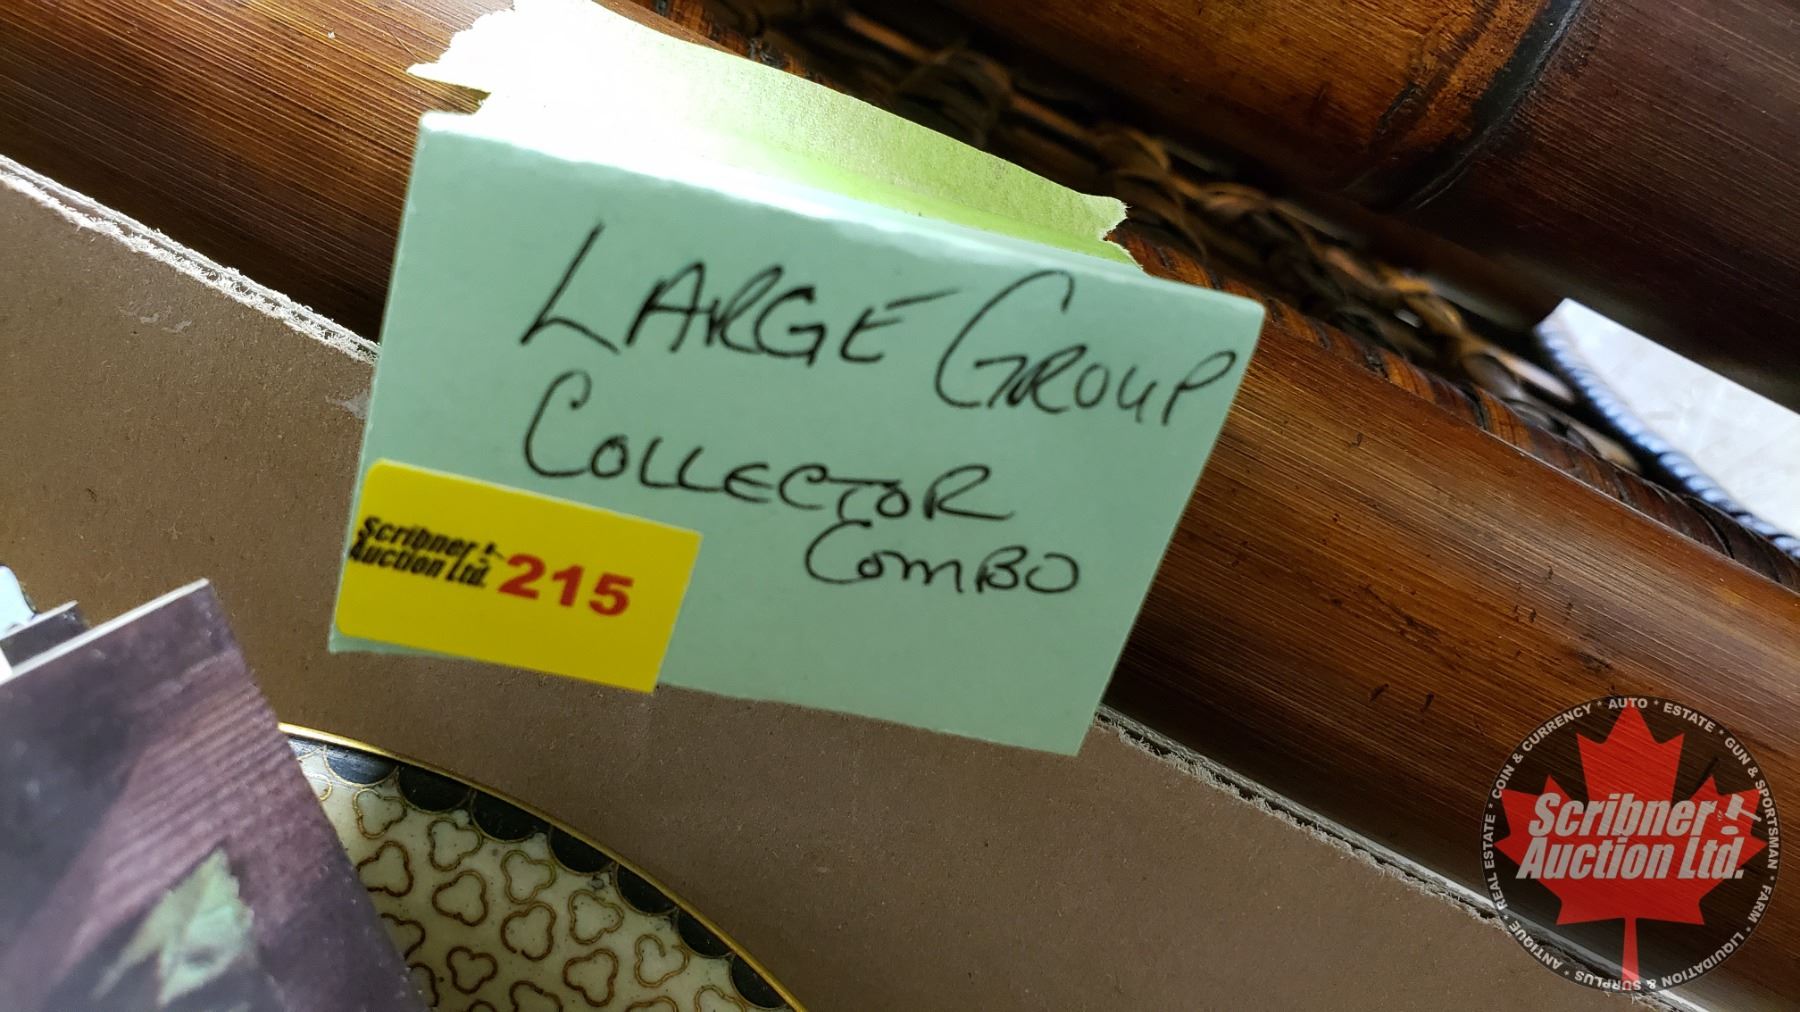 LARGE GROUP
COLLECTOR
COMBO
Scribner
Auction Ltd.
215
REAL ESTATE * COIN & CURRENCY * AUTO * ESTATE * GUN & SPORTSMAN * FARM * LIQUIDATION & SURPLUS * ANTIQUE *
Scribner!
Auction Ltd.